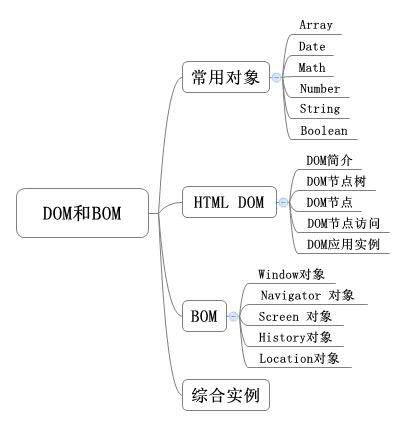 DOM和BOM
常用对象
Array
Date
Math
Number
String
Boolean
HTML DOM
DOM简介
DOM节点树
DOM节点
DOM节点访问
DOM应用实例
BOM
Window对象
Navigator 对象
Screen 对象
History对象
Location对象
综合实例